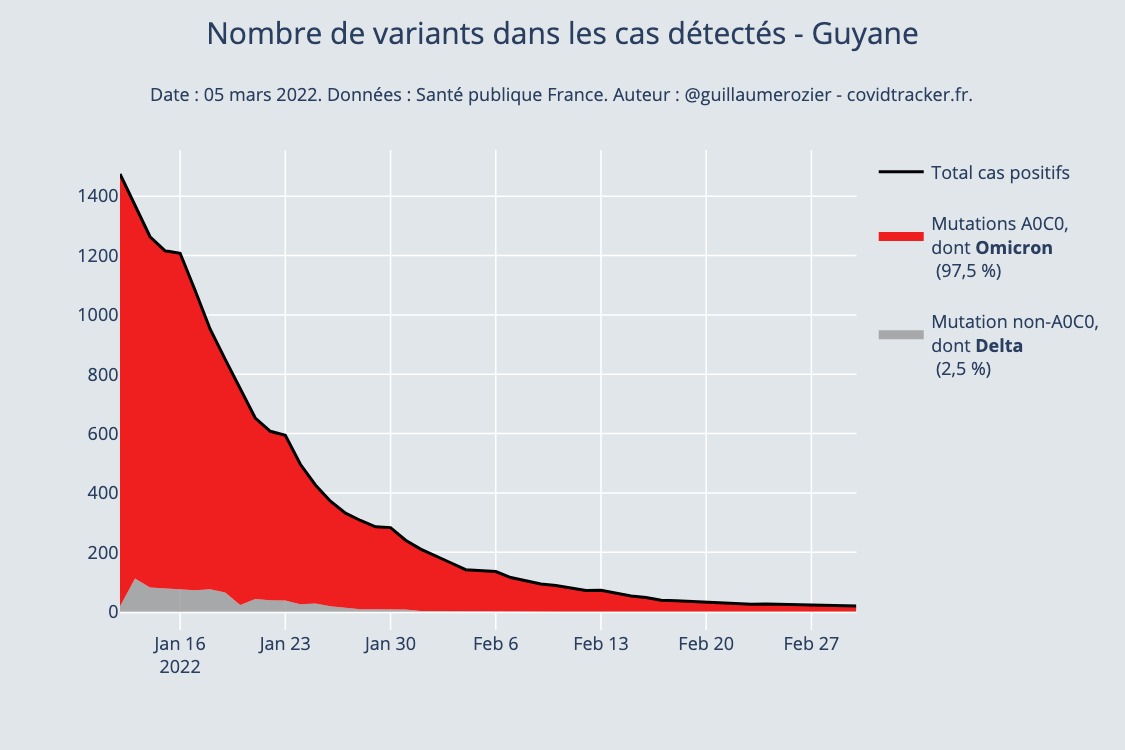 Nombre de variants dans les cas détectés - Guyane
Date : 05 mars 2022. Données : Santé publique France. Auteur : @guillaumerozier - covidtracker.fr.
Total cas positifs
Mutations A0C0,
dont Omicron
(97,5 %)
Mutation non-A0C0,
dont Delta
(2,5 %)
1400
1200
1000
800
600
400
200
0
Jan 16 Jan 23 Jan 30 Feb 6 Feb 13 Feb 20 Feb 27
2022